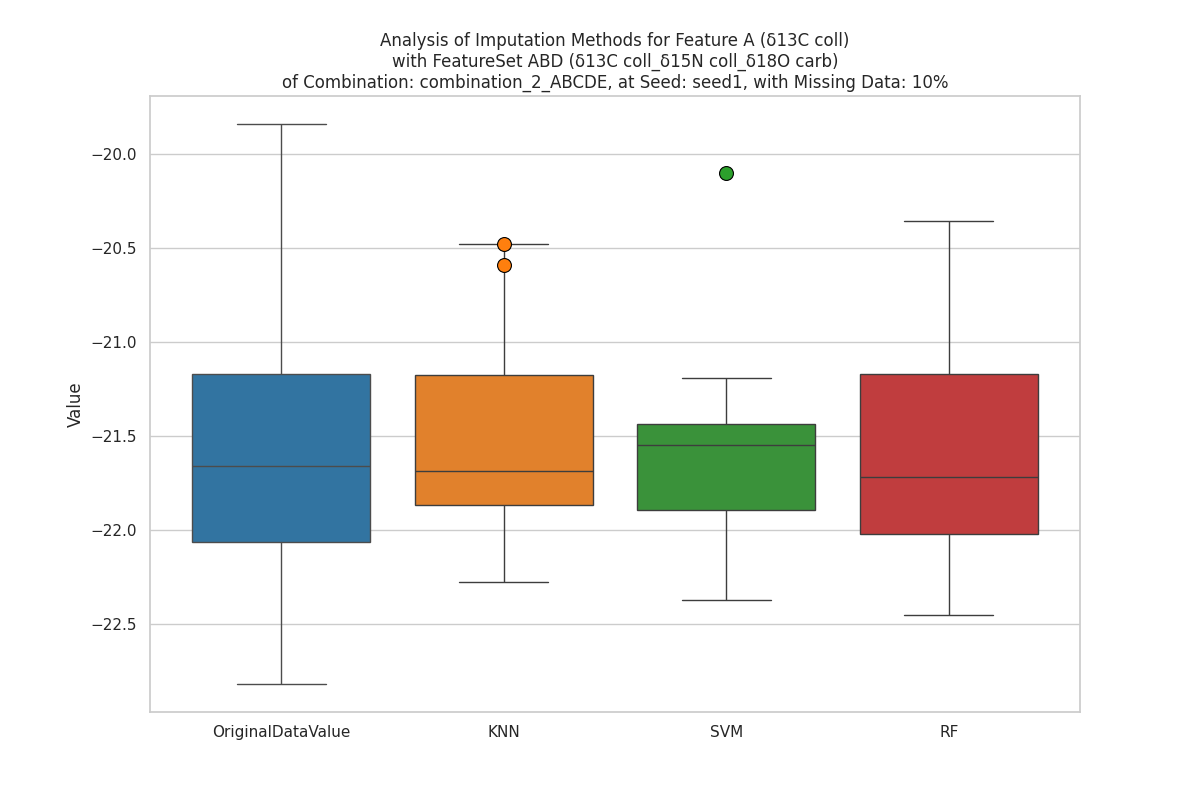 Analysis of Imputation Methods for Feature A (δ13C coll)
with FeatureSet ABD (δ13C coll_δ15N coll_δ18O carb)
of Combination: combination_2_ABCDE, at Seed: seed1, with Missing Data: 10%
−20.0
−20.5
−21.0
−21.5
−22.0
−22.5
Value
OriginalDataValue
KNN
SVM
RF